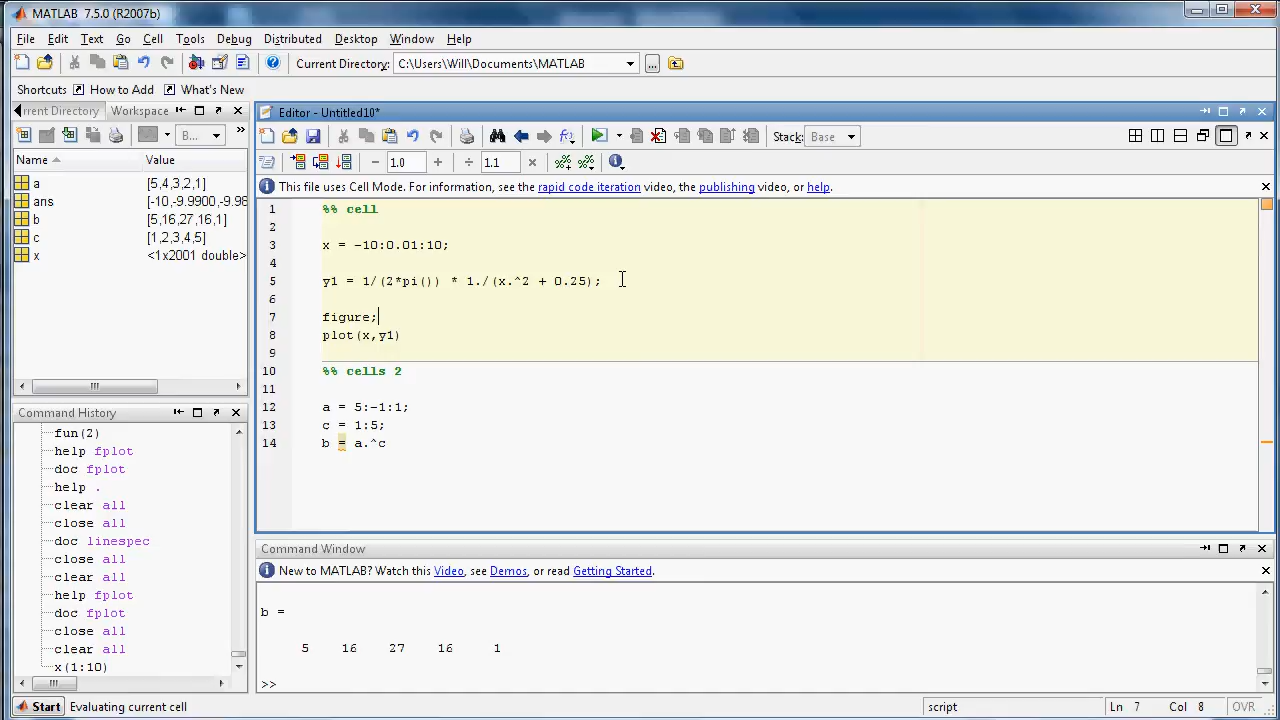 MATLAB 7.5.0 (R2007b)
File Edit Text Go Cell Tools Debug Distributed Desktop Window Help
Current Directory: C:\Users\Will\Documents\MATLAB
Shortcuts How to Add What's New
rrent Directory Workspace
B...
Name Value
a [5,4,3,2,1]
ans [-10,-9.9900,-9.98
b [5,16,27,16,1]
c [1,2,3,4,5]
x <1x2001 double>
Command History
fun(2)
help fplot
doc fplot
help .
clear all
close all
doc linespec
close all
clear all
help fplot
doc fplot
close all
clear all
x(1:10)
Editor - Untitled10*
Stack: Base
1.0 1.1
This file uses Cell Mode. For information, see the rapid code iteration video, the publishing video, or help.
1 %% cell
2
3 x = -10:0.01:10;
4
5 y1 = 1/(2*pi()) * 1./(x.^2 + 0.25);
6
7 figure;
8 plot(x,y1)
9
10 %% cells 2
11
12 a = 5:-1:1;
13 c = 1:5;
14 b = a.^c
Command Window
New to MATLAB? Watch this Video, see Demos, or read Getting Started.
b =
5 16 27 16 1
>>
Start Evaluating current cell script Ln 7 Col 8 OVR